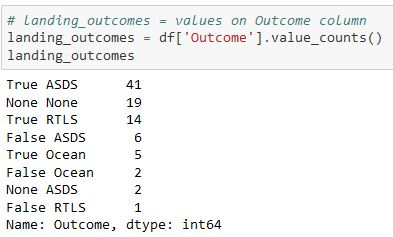 # landing_outcomes = values on Outcome column
landing_outcomes = df['Outcome'].value_counts()
landing_outcomes
True ASDS      41
None None      19
True RTLS      14
False ASDS      6
True Ocean      5
False Ocean     2
None ASDS       2
False RTLS      1
Name: Outcome, dtype: int64